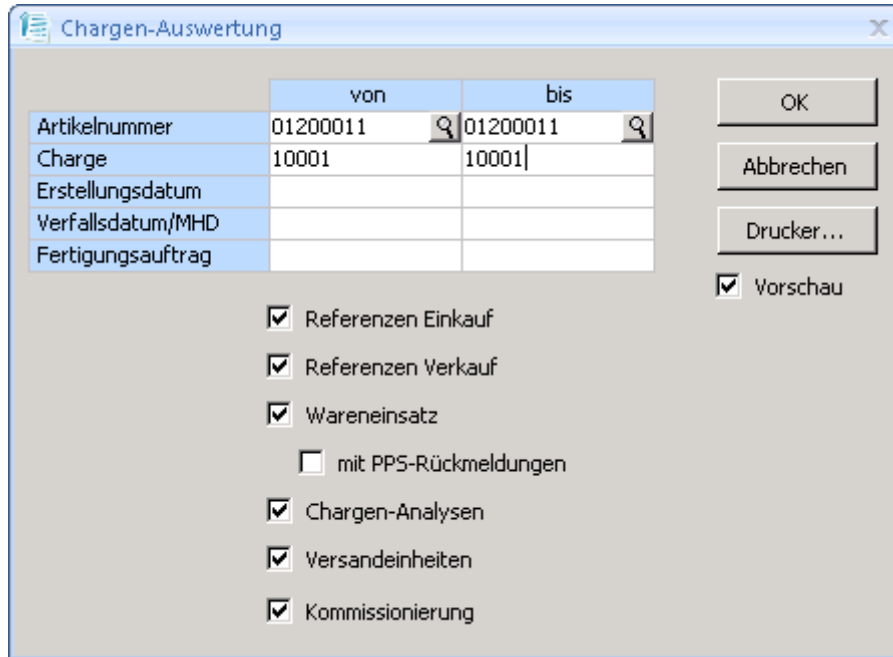 Chargen-Auswertung
von bis
Artikelnummer 01200011 01200011
Charge 10001 10001
Erstellungsdatum
Verfallsdatum/MHD
Fertigungsauftrag
OK
Abbrechen
Drucker...
Vorschau
Referenzen Einkauf
Referenzen Verkauf
Wareneinsatz
mit PPS-Rückmeldungen
Chargen-Analysen
Versandeinheiten
Kommissionierung